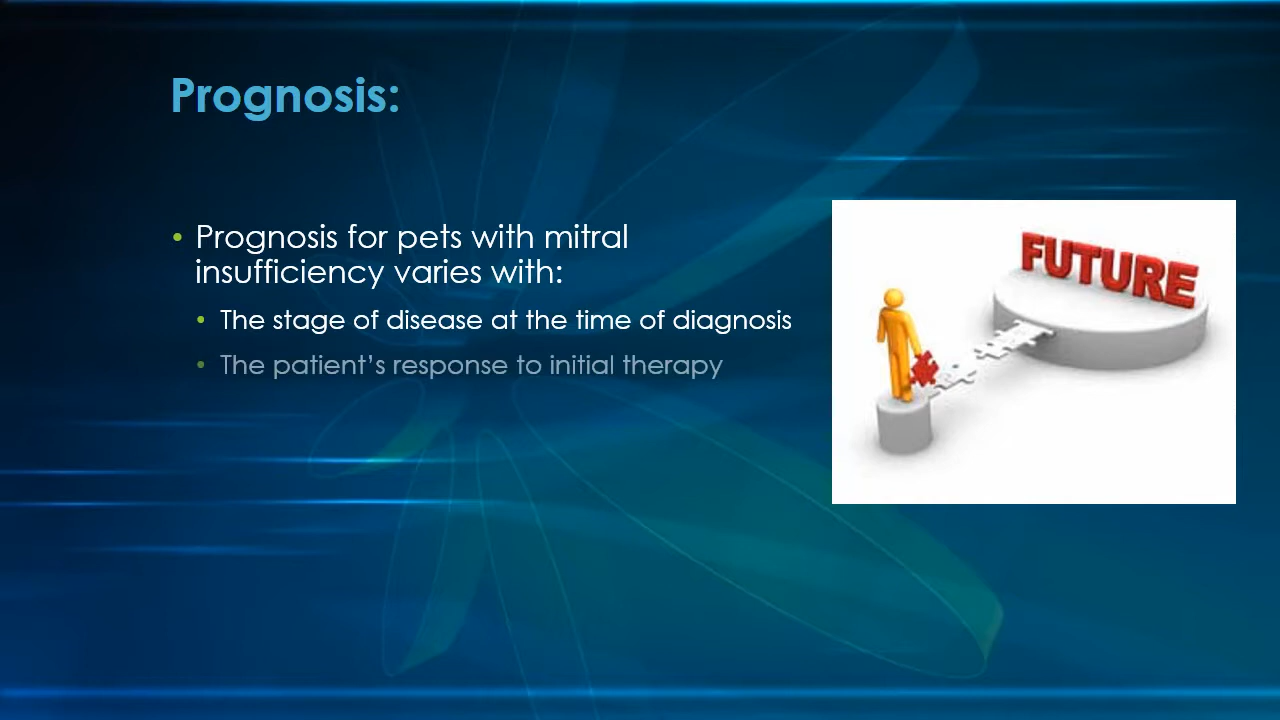 Prognosis:
• Prognosis for pets with mitral
insufficiency varies with:
• The stage of disease at the time of diagnosis
• The patient’s response to initial therapy
FUTURE